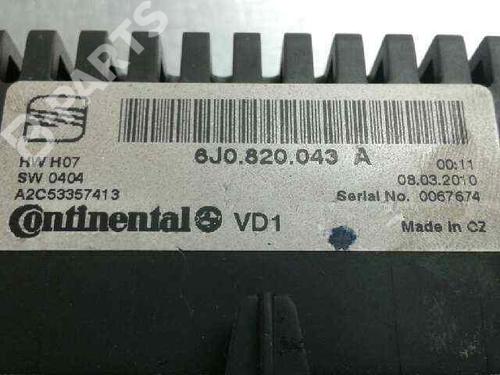 B-PARTS
6J0.820.043 A
HW H07
SW 0404
A2C53357413
00:11
08.03.2010
Serial No. 0067674
Continental VD1
Made in CZ